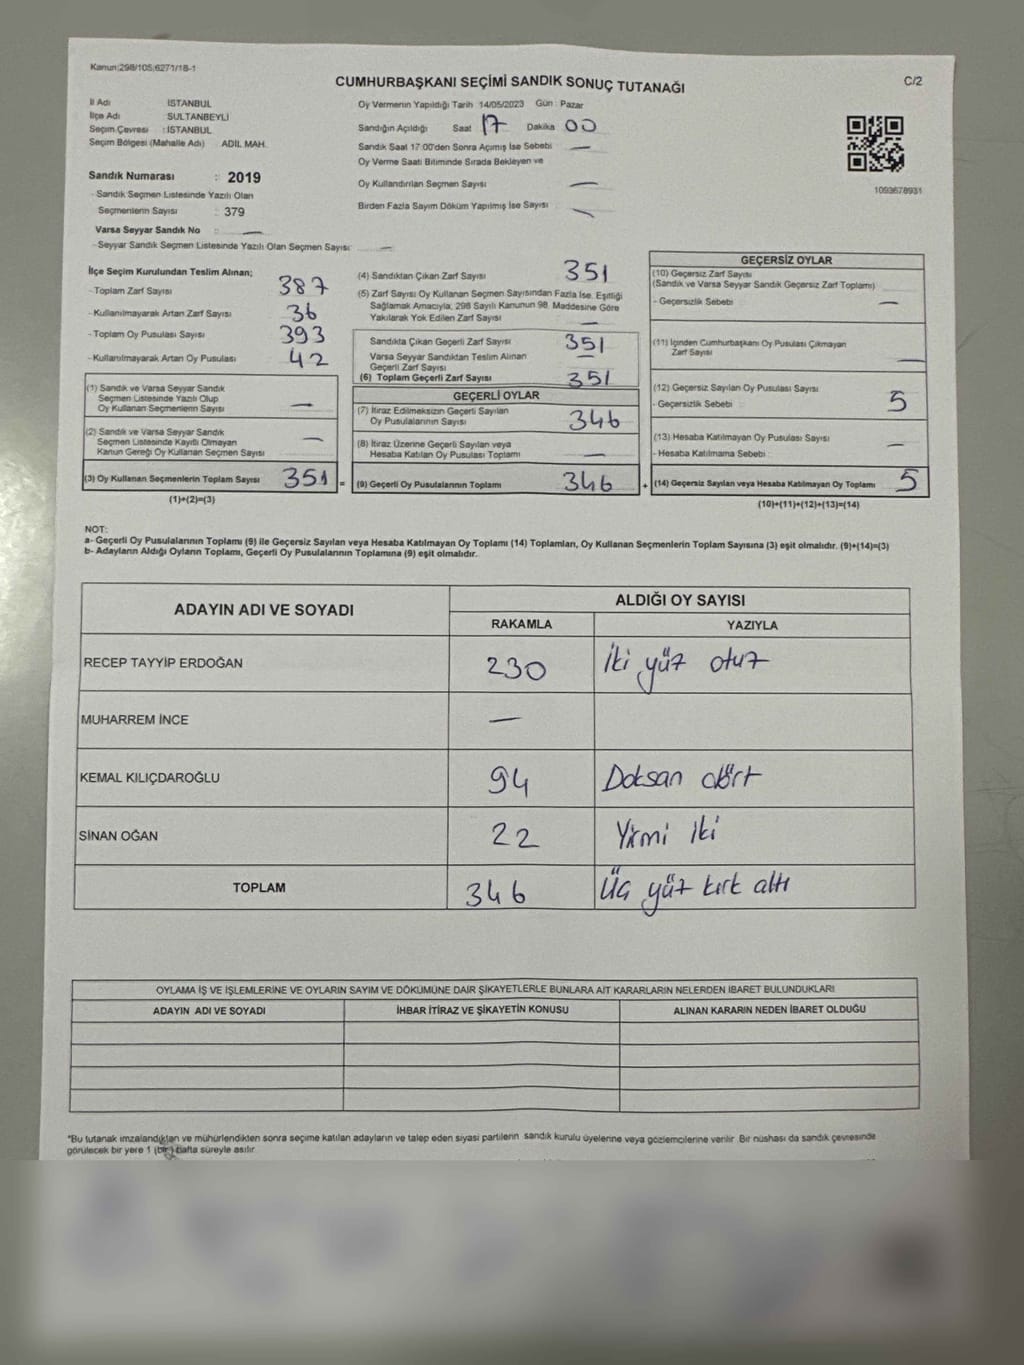 Kanun:298/105;6271/18-1
CUMHURBAŞKANI SEÇİMİ SANDIK SONUÇ TUTANAĞI
C/2
İl Adı İSTANBUL
İlçe Adı SULTANBEYLİ
Seçim Çevresi : İSTANBUL
Seçim Bölgesi (Mahalle Adı) ADİL MAH.
Sandık Numarası : 2019
- Sandık Seçmen Listesinde Yazılı Olan
Seçmenlerin Sayısı : 379
Varsa Seyyar Sandık No : —
- Seyyar Sandık Seçmen Listesinde Yazılı Olan Seçmen Sayısı: —
Oy Vermenin Yapıldığı Tarih 14/05/2023 Gün : Pazar
Sandığın Açıldığı Saat 17 Dakika 00
Sandık Saat 17:00'den Sonra Açımış İse Sebebi —
Oy Verme Saati Bitiminde Sırada Bekleyen ve
Oy Kullandırılan Seçmen Sayısı —
Birden Fazla Sayım Döküm Yapılmış İse Sayısı —
1093678931
İlçe Seçim Kurulundan Teslim Alınan;
- Toplam Zarf Sayısı 387
- Kullanılmayarak Artan Zarf Sayısı 36
- Toplam Oy Pusulası Sayısı 393
- Kullanılmayarak Artan Oy Pusulası 42
(1) Sandık ve Varsa Seyyar Sandık
Seçmen Listesinde Yazılı Olup
Oy Kullanan Seçmenlerin Sayısı —
(2) Sandık ve Varsa Seyyar Sandık
Seçmen Listesinde Kayıtlı Olmayan
Kanun Gereği Oy Kullanan Seçmen Sayısı —
(3) Oy Kullanan Seçmenlerin Toplam Sayısı 351 =
(1)+(2)=(3)
(4) Sandıktan Çıkan Zarf Sayısı 351
(5) Zarf Sayısı Oy Kullanan Seçmen Sayısından Fazla İse, Eşitliği
Sağlamak Amacıyla, 298 Sayılı Kanunun 98. Maddesine Göre
Yakılarak Yok Edilen Zarf Sayısı —
Sandıkta Çıkan Geçerli Zarf Sayısı 351
Varsa Seyyar Sandıktan Teslim Alınan
Geçerli Zarf Sayısı —
(6) Toplam Geçerli Zarf Sayısı 351
GEÇERLİ OYLAR
(7) İtiraz Edilmeksizin Geçerli Sayılan
Oy Pusulalarının Sayısı 346
(8) İtiraz Üzerine Geçerli Sayılan veya
Hesaba Katılan Oy Pusulası Toplamı —
(9) Geçerli Oy Pusulalarının Toplamı 346 +
GEÇERSİZ OYLAR
(10) Geçersiz Zarf Sayısı
(Sandık ve Varsa Seyyar Sandık Geçersiz Zarf Toplamı)
- Geçersizlik Sebebi : —
(11) İçinden Cumhurbaşkanı Oy Pusulası Çıkmayan
Zarf Sayısı —
(12) Geçersiz Sayılan Oy Pusulası Sayısı
- Geçersizlik Sebebi : 5
(13) Hesaba Katılmayan Oy Pusulası Sayısı —
- Hesaba Katılmama Sebebi :
(14) Geçersiz Sayılan veya Hesaba Katılmayan Oy Toplamı 5
(10)+(11)+(12)+(13)=(14)
NOT:
a- Geçerli Oy Pusulalarının Toplamı (9) ile Geçersiz Sayılan veya Hesaba Katılmayan Oy Toplamı (14) Toplamları, Oy Kullanan Seçmenlerin Toplam Sayısına (3) eşit olmalıdır. (9)+(14)=(3)
b- Adayların Aldığı Oyların Toplamı, Geçerli Oy Pusulalarının Toplamına (9) eşit olmalıdır.
ADAYIN ADI VE SOYADI ALDIĞI OY SAYISI
RAKAMLA YAZIYLA
RECEP TAYYİP ERDOĞAN 230 İki yüz otuz
MUHARREM İNCE —
KEMAL KILIÇDAROĞLU 94 Doksan dört
SİNAN OĞAN 22 Yirmi iki
TOPLAM 346 Üç yüz kırk altı
OYLAMA İŞ VE İŞLEMLERİNE VE OYLARIN SAYIM VE DÖKÜMÜNE DAİR ŞİKAYETLERLE BUNLARA AİT KARARLARIN NELERDEN İBARET BULUNDUKLARI
ADAYIN ADI VE SOYADI İHBAR İTİRAZ VE ŞİKAYETİN KONUSU ALINAN KARARIN NEDEN İBARET OLDUĞU
*Bu tutanak imzalandıktan ve mühürlendikten sonra seçime katılan adayların ve talep eden siyasi partilerin sandık kurulu üyelerine veya gözlemcilerine verilir. Bir nüshası da sandık çevresinde
görülecek bir yere 1 (bir) hafta süreyle asılır.